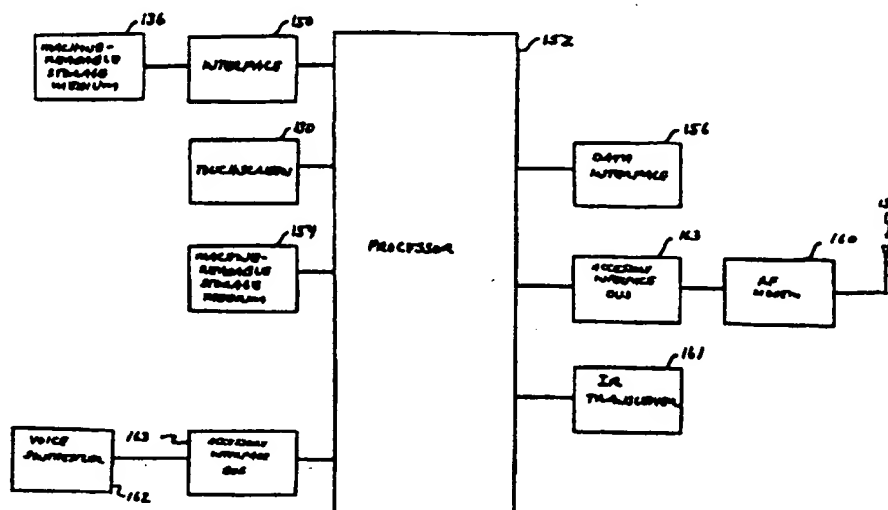 136
150
152
MACHINE-
READABLE
STORAGE
MEDIUM
INTERFACE
130
TOUCHSCREEN
156
DATA
INTERFACE
154
MACHINE-
READABLE
STORAGE
MEDIUM
PROCESSOR
163
ACCESSORY
INTERFACE
BUS
160
RF
MODEM
161
IR
TRANSCEIVER
VOICE
SYNTHESIZER
162
163
ACCESSORY
INTERFACE
BUS